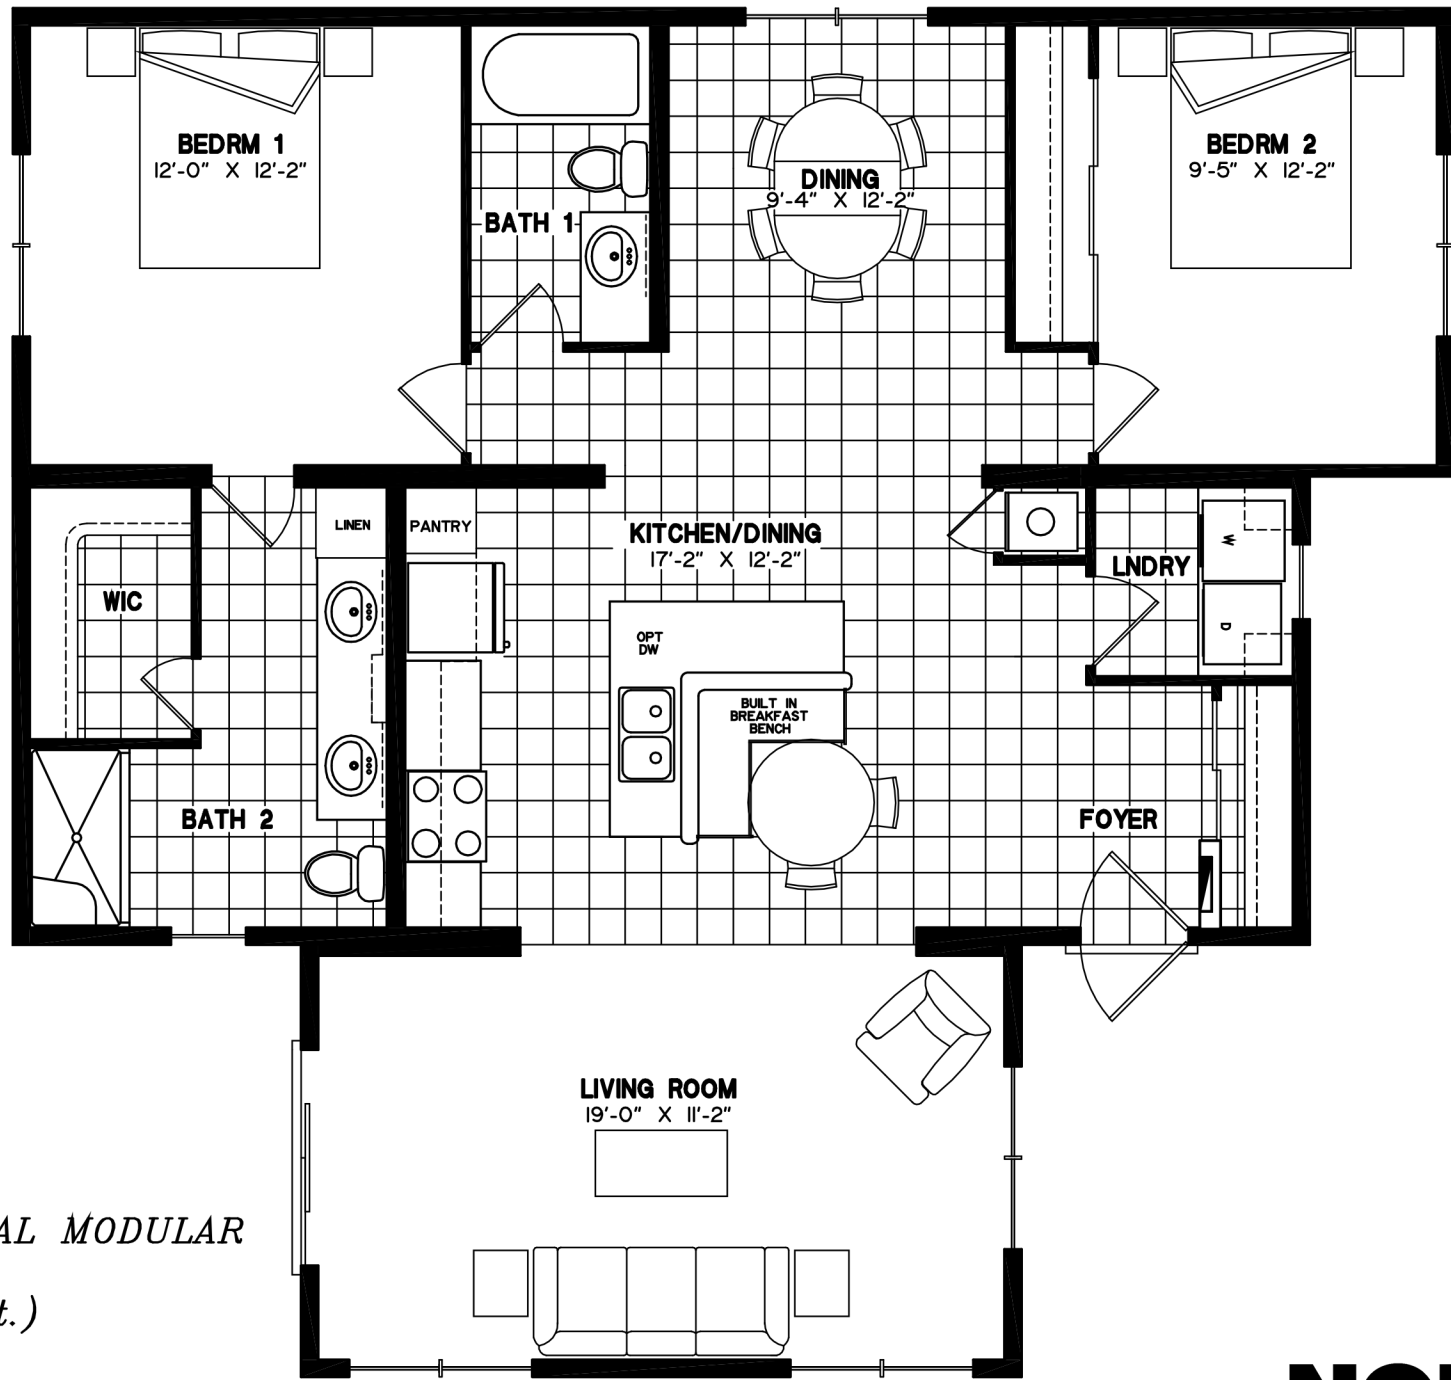 BEDRM 1
12'-0" X 12'-2"
BATH 1
DINING
9'-4" X 12'-2"
BEDRM 2
9'-5" X 12'-2"
LINEN
PANTRY
KITCHEN/DINING
17'-2" X 12'-2"
W
LNDRY
WIC
D
OPT
DW
BUILT IN
BREAKFAST
BENCH
BATH 2
FOYER
LIVING ROOM
19'-0" X 11'-2"
AL MODULAR
t.)